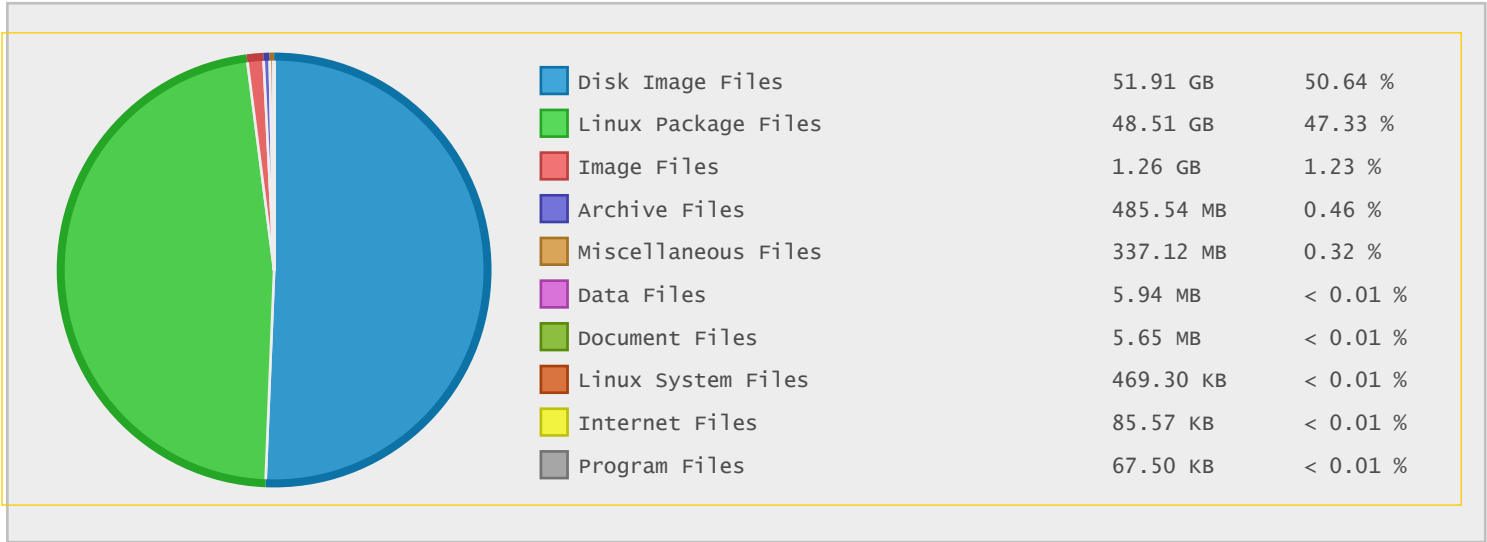 Disk Image Files 51.91 GB 50.64 %
Linux Package Files 48.51 GB 47.33 %
Image Files 1.26 GB 1.23 %
Archive Files 485.54 MB 0.46 %
Miscellaneous Files 337.12 MB 0.32 %
Data Files 5.94 MB < 0.01 %
Document Files 5.65 MB < 0.01 %
Linux System Files 469.30 KB < 0.01 %
Internet Files 85.57 KB < 0.01 %
Program Files 67.50 KB < 0.01 %